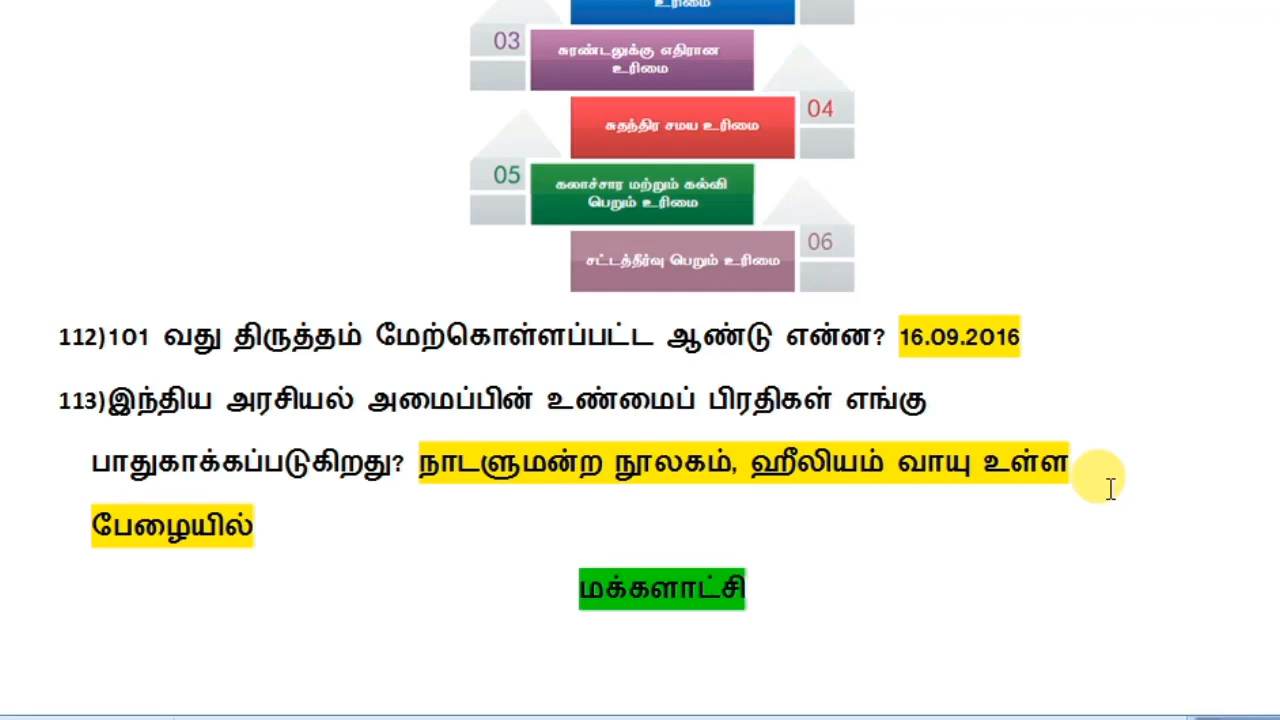 உரிமை
03
சுரண்டலுக்கு எதிரான
உரிமை
04
சுதந்திர சமய உரிமை
05
கலாச்சார மற்றும் கல்வி
பெறும் உரிமை
06
சட்டத்தீர்வு பெறும் உரிமை
112)101 வது திருத்தம் மேற்கொள்ளப்பட்ட ஆண்டு என்ன? 16.09.2016
113)இந்திய அரசியல் அமைப்பின் உண்மைப் பிரதிகள் எங்கு
பாதுகாக்கப்படுகிறது? நாடளுமன்ற நூலகம், ஹீலியம் வாயு உள்ள
பேழையில்
மக்களாட்சி